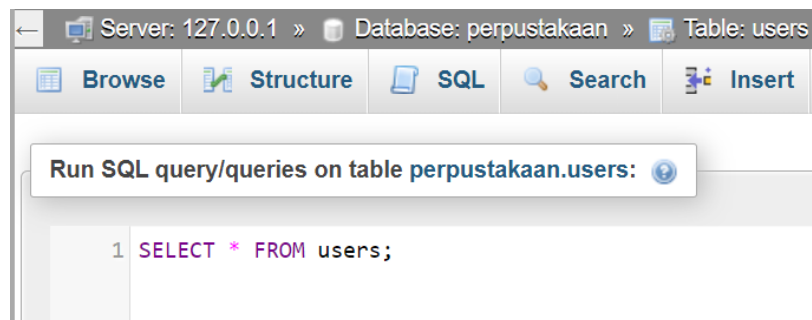 ← Server: 127.0.0.1 » Database: perpustakaan » Table: users
Browse Structure SQL Search Insert
Run SQL query/queries on table perpustakaan.users:
1 SELECT * FROM users;